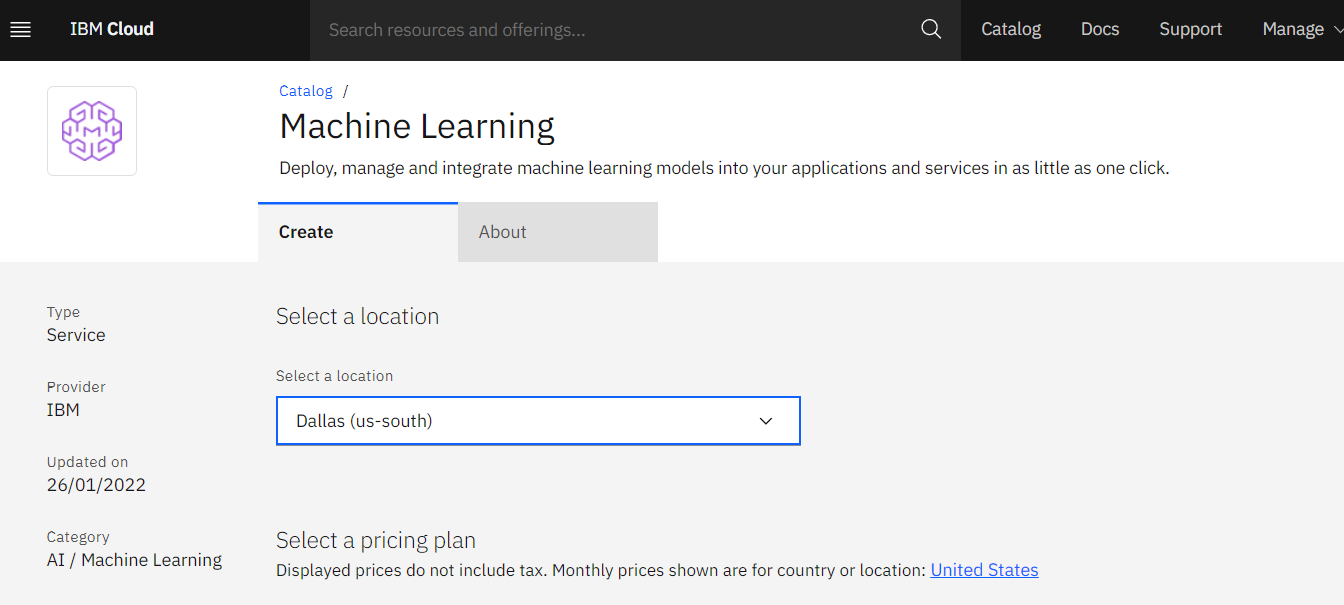 IBM Cloud
Search resources and offerings...
Catalog
Docs
Support
Manage
Catalog /
Machine Learning
Deploy, manage and integrate machine learning models into your applications and services in as little as one click.
Create
About
Type
Service
Provider
IBM
Updated on
26/01/2022
Category
AI / Machine Learning
Select a location
Select a location
Dallas (us-south)
Select a pricing plan
Displayed prices do not include tax. Monthly prices shown are for country or location: United States